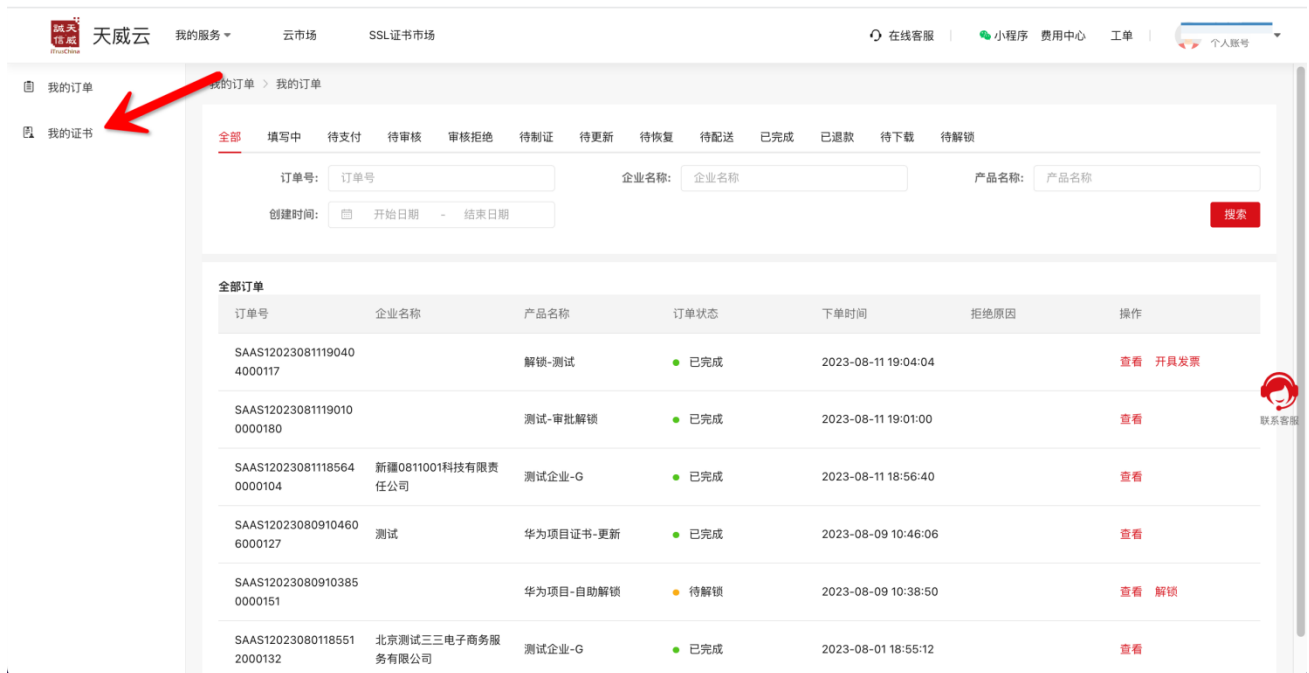 誠天
信威
iTrusChina
天威云
我的服务
云市场
SSL证书市场
在线客服
小程序
费用中心
工单
个人账号
我的订单
我的证书
我的订单 > 我的订单
全部 填写中 待支付 待审核 审核拒绝 待制证 待更新 待恢复 待配送 已完成 已退款 待下载 待解锁
订单号: 订单号 企业名称: 企业名称 产品名称: 产品名称
创建时间: 开始日期 - 结束日期 搜索
全部订单
订单号 企业名称 产品名称 订单状态 下单时间 拒绝原因 操作
SAAS12023081119040
4000117
解锁-测试 已完成 2023-08-11 19:04:04 查看 开具发票
SAAS12023081119010
0000180
测试-审批解锁 已完成 2023-08-11 19:01:00 查看
SAAS12023081118564
0000104
新疆0811001科技有限责
任公司
测试企业-G 已完成 2023-08-11 18:56:40 查看
SAAS12023080910460
6000127
测试 华为项目证书-更新 已完成 2023-08-09 10:46:06 查看
SAAS12023080910385
0000151
华为项目-自助解锁 待解锁 2023-08-09 10:38:50 查看 解锁
SAAS12023080118551
2000132
北京测试三三电子商务服
务有限公司
测试企业-G 已完成 2023-08-01 18:55:12 查看
联系客服